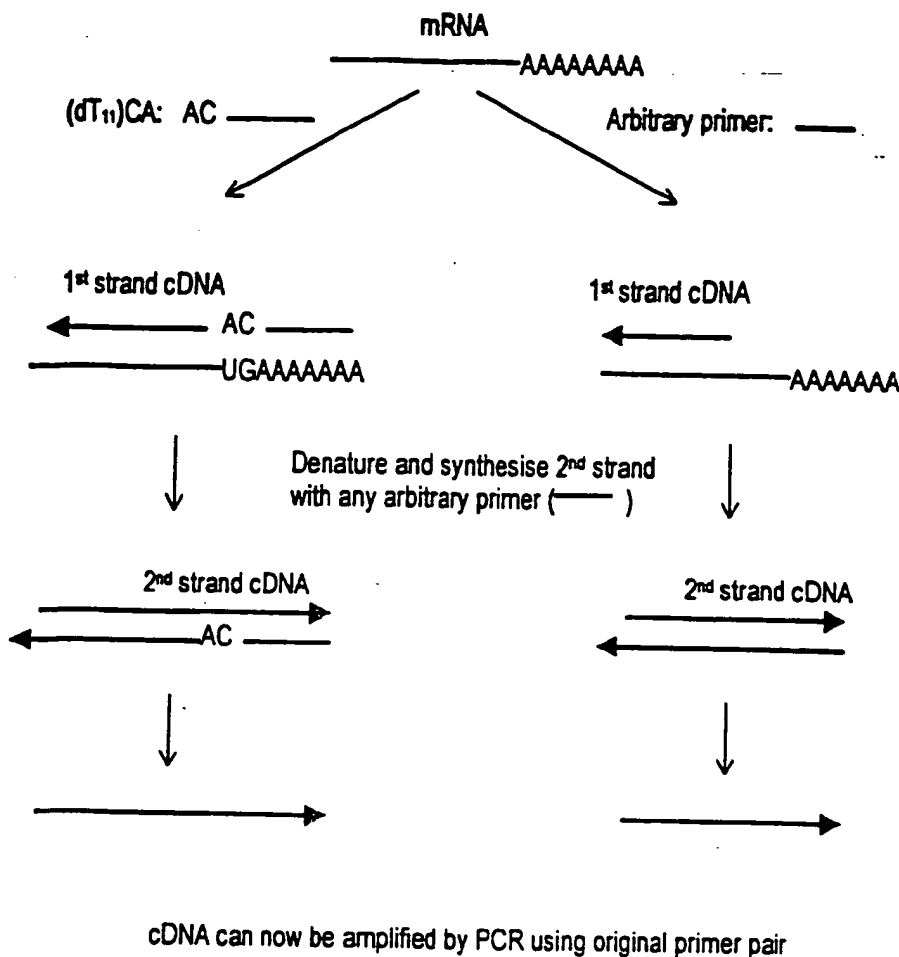 mRNA
AAAAAAAA
(dT₁₁)CA: AC
Arbitrary primer:
1ˢᵗ strand cDNA
AC
UGAAAAAAA
1ˢᵗ strand cDNA
AAAAAAA
Denature and synthesise 2ⁿᵈ strand
with any arbitrary primer ( )
2ⁿᵈ strand cDNA
AC
2ⁿᵈ strand cDNA
cDNA can now be amplified by PCR using original primer pair